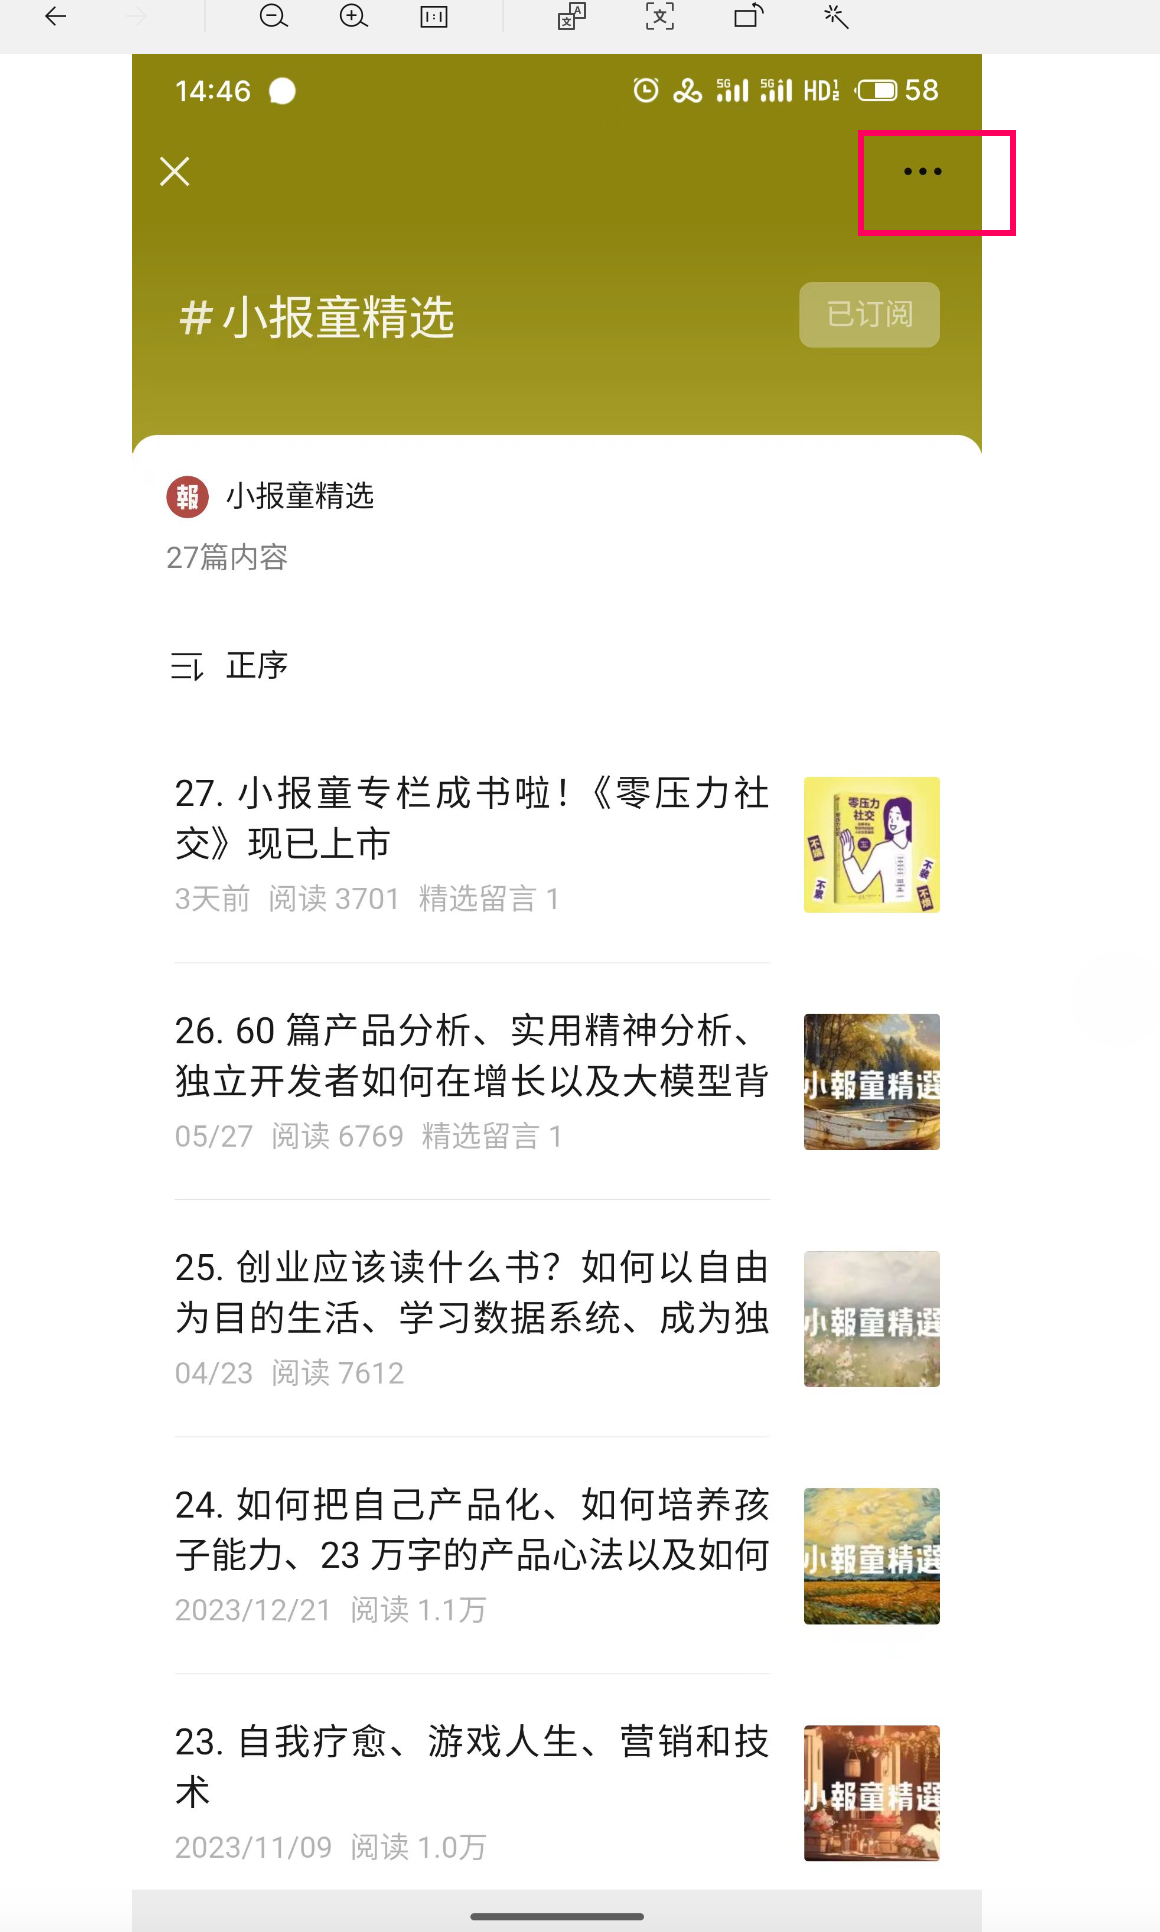 14:46
5G 5G HD 1 2 58
#小报童精选
已订阅
報 小报童精选
27篇内容
正序
27. 小报童专栏成书啦！《零压力社
交》现已上市
3天前 阅读 3701 精选留言 1
零压力
社交
26. 60 篇产品分析、实用精神分析、
独立开发者如何在增长以及大模型背
05/27 阅读 6769 精选留言 1
小報童精選
25. 创业应该读什么书？如何以自由
为目的生活、学习数据系统、成为独
04/23 阅读 7612
小報童精選
24. 如何把自己产品化、如何培养孩
子能力、23 万字的产品心法以及如何
2023/12/21 阅读 1.1万
小報童精選
23. 自我疗愈、游戏人生、营销和技
术
2023/11/09 阅读 1.0万
小報童精選